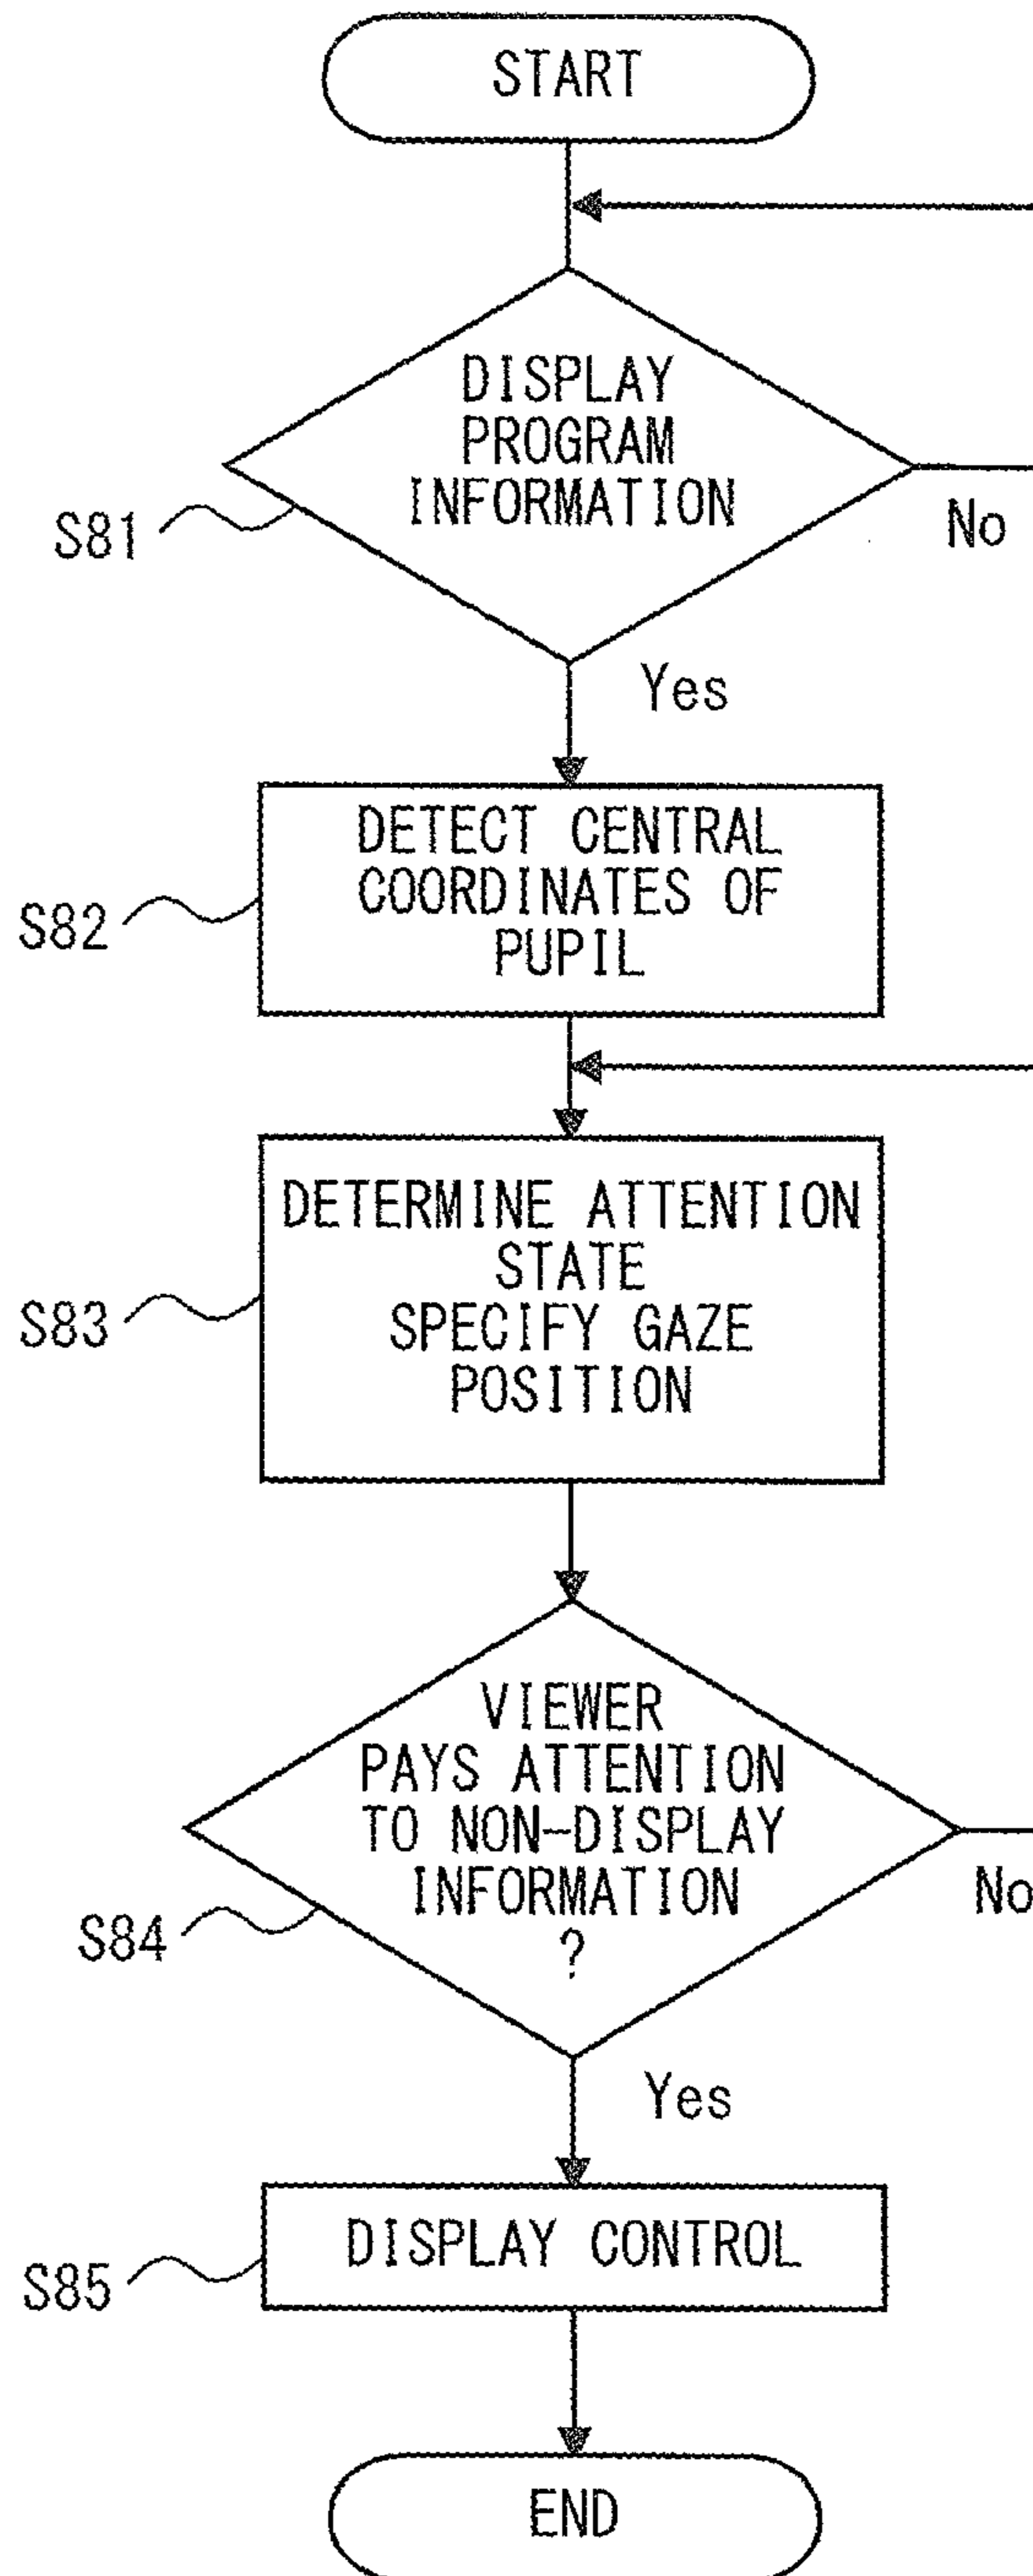 START
DISPLAY
PROGRAM
INFORMATION
S81
No
Yes
DETECT CENTRAL
COORDINATES OF
PUPIL
S82
DETERMINE ATTENTION
STATE
SPECIFY GAZE
POSITION
S83
VIEWER
PAYS ATTENTION
TO NON-DISPLAY
INFORMATION
?
S84
No
Yes
DISPLAY CONTROL
S85
END